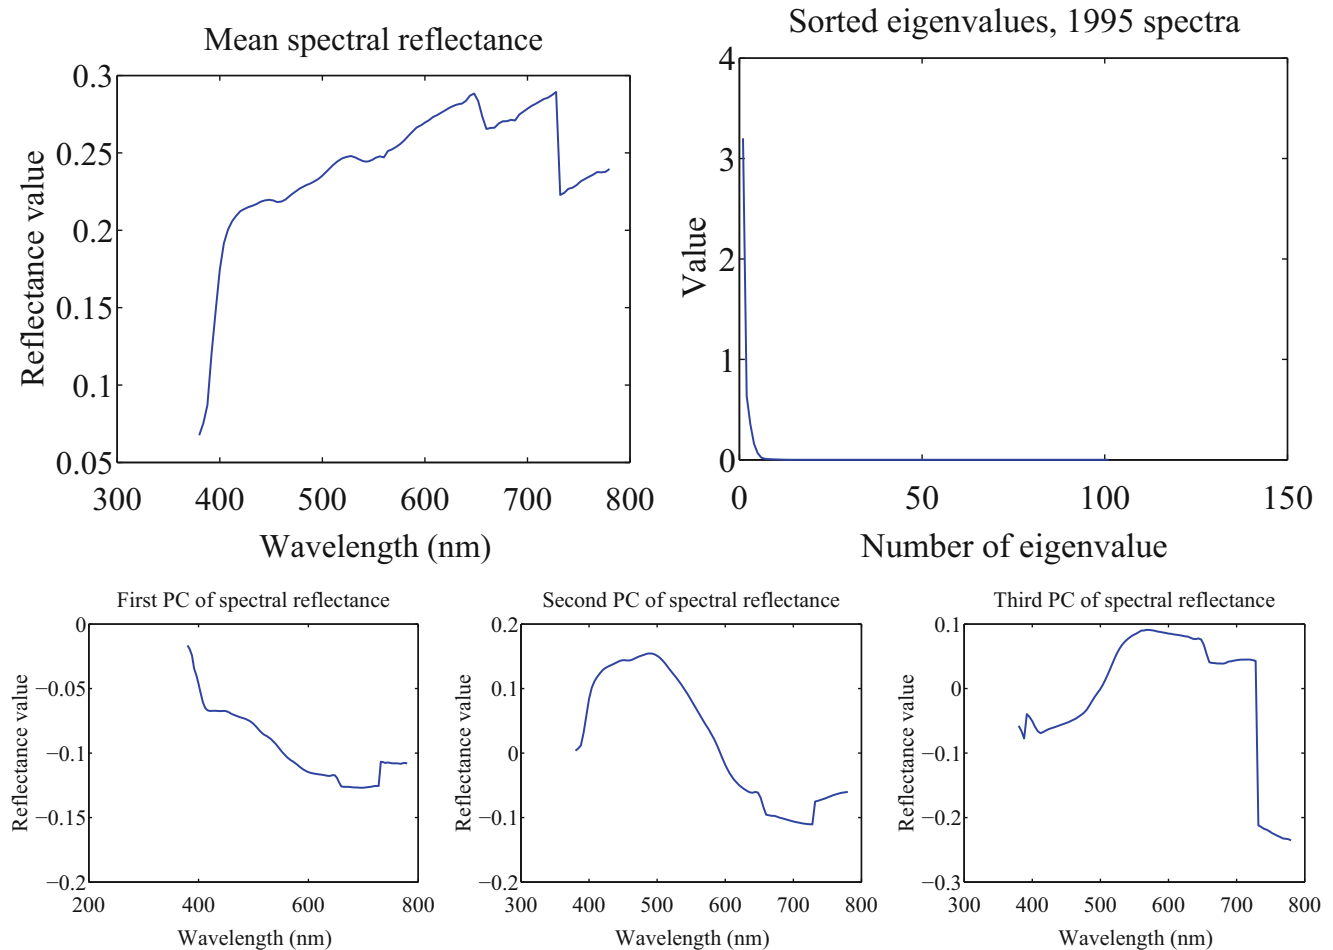 Mean spectral reflectance
0.3
0.25
0.2
0.15
0.1
0.05
Reflectance value
300 400 500 600 700 800
Wavelength (nm)
Sorted eigenvalues, 1995 spectra
4
3
2
1
0
Value
0 50 100 150
Number of eigenvalue
First PC of spectral reflectance
0
−0.05
−0.1
−0.15
−0.2
Reflectance value
200 400 600 800
Wavelength (nm)
Second PC of spectral reflectance
0.2
0.1
0
−0.1
−0.2
Reflectance value
300 400 500 600 700 800
Wavelength (nm)
Third PC of spectral reflectance
0.1
0
−0.1
−0.2
−0.3
Reflectance value
300 400 500 600 700 800
Wavelength (nm)